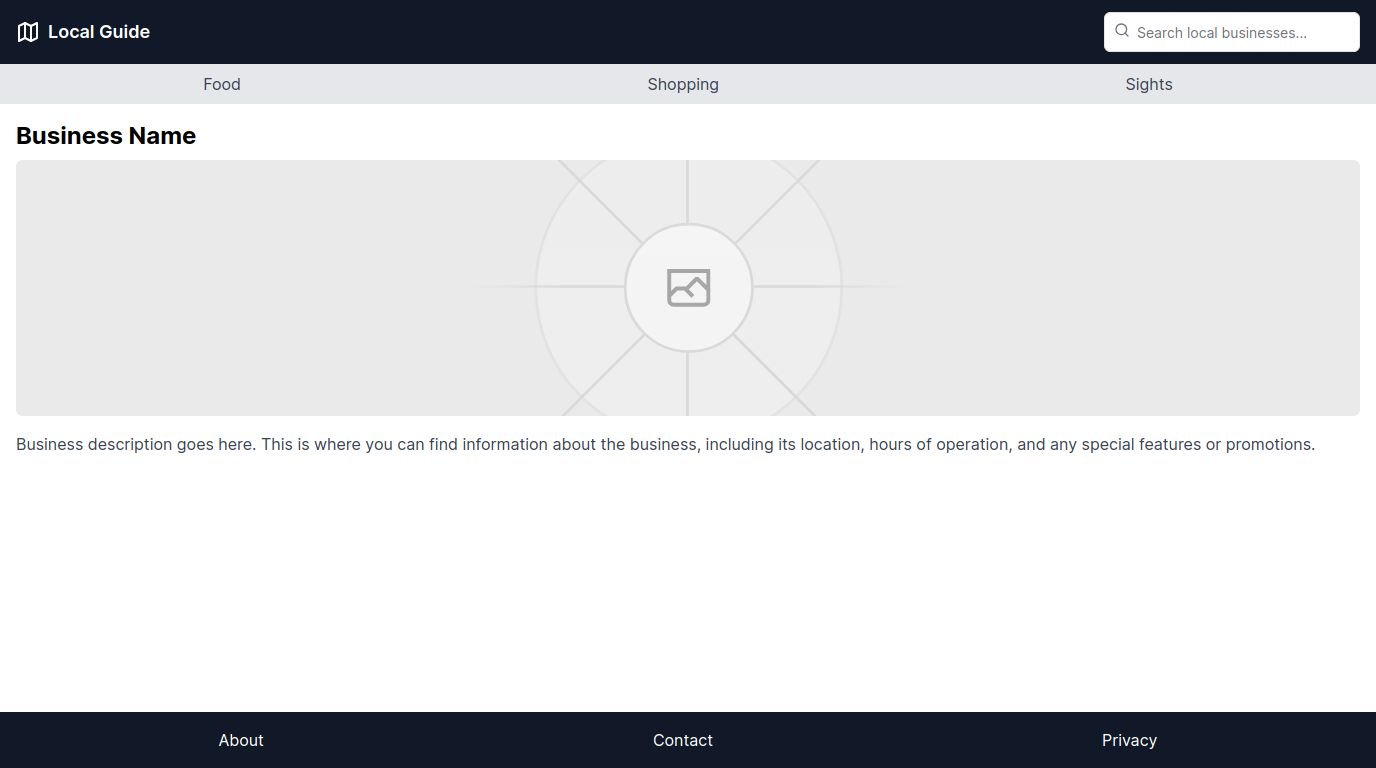 Local Guide
Search local businesses...
Food
Shopping
Sights
Business Name
Business description goes here. This is where you can find information about the business, including its location, hours of operation, and any special features or promotions.
About
Contact
Privacy